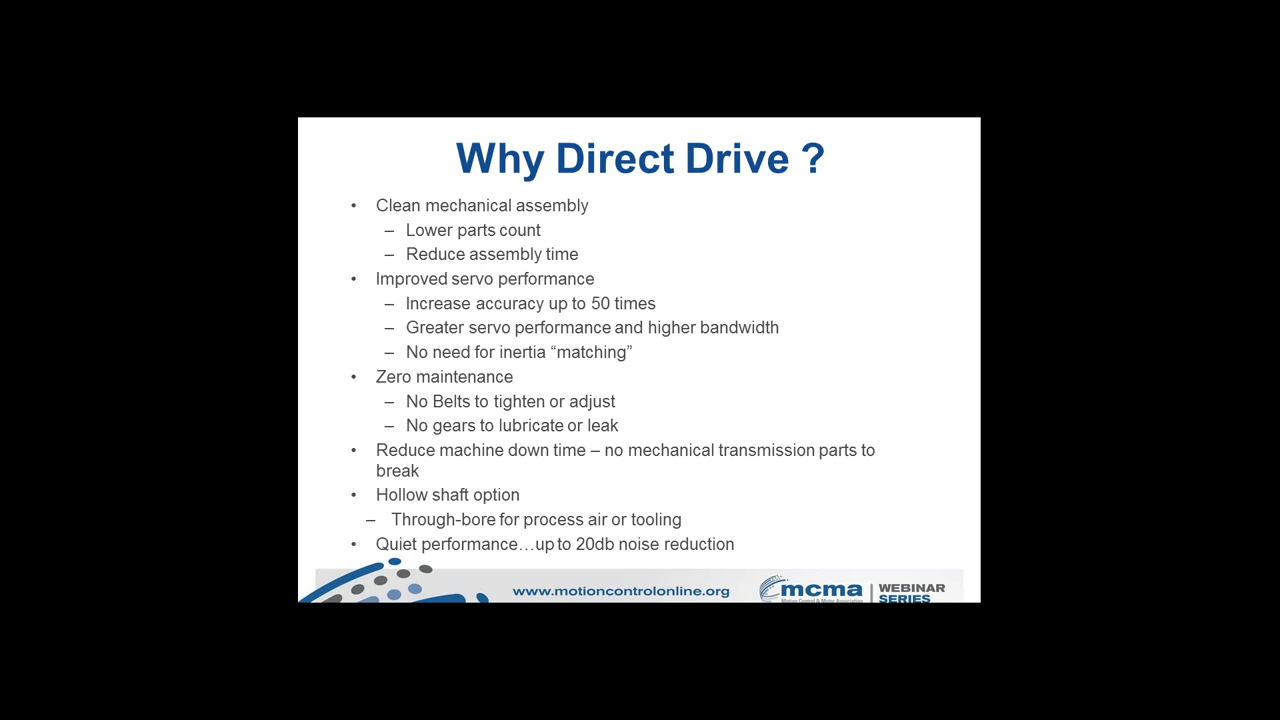 Why Direct Drive ?
• Clean mechanical assembly
– Lower parts count
– Reduce assembly time
• Improved servo performance
– Increase accuracy up to 50 times
– Greater servo performance and higher bandwidth
– No need for inertia “matching”
• Zero maintenance
– No Belts to tighten or adjust
– No gears to lubricate or leak
• Reduce machine down time – no mechanical transmission parts to
break
• Hollow shaft option
– Through-bore for process air or tooling
• Quiet performance…up to 20db noise reduction
www.motioncontrolonline.org
mcma
Motion Control & Motor Association
WEBINAR
SERIES